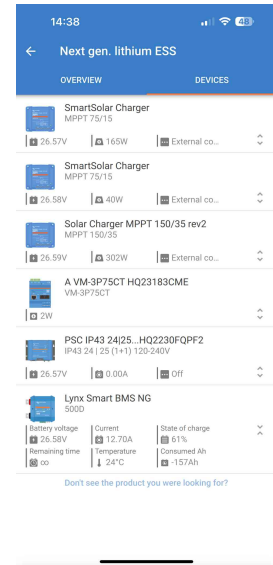 14:38
48
Next gen. lithium ESS
OVERVIEW DEVICES
SmartSolar Charger
MPPT 75/15
26.57V 165W External co...
SmartSolar Charger
MPPT 75/15
26.58V 40W External co...
Solar Charger MPPT 150/35 rev2
MPPT 150/35
26.59V 302W External co...
A VM-3P75CT HQ23183CME
VM-3P75CT
2W
PSC IP43 24|25...HQ2230FQPF2
IP43 24 | 25 (1+1) 120-240V
26.57V 0.00A Off
Lynx Smart BMS NG
500D
Battery voltage Current State of charge
26.58V 12.70A 61%
Remaining time Temperature Consumed Ah
∞ 24°C -157Ah
Don't see the product you were looking for?